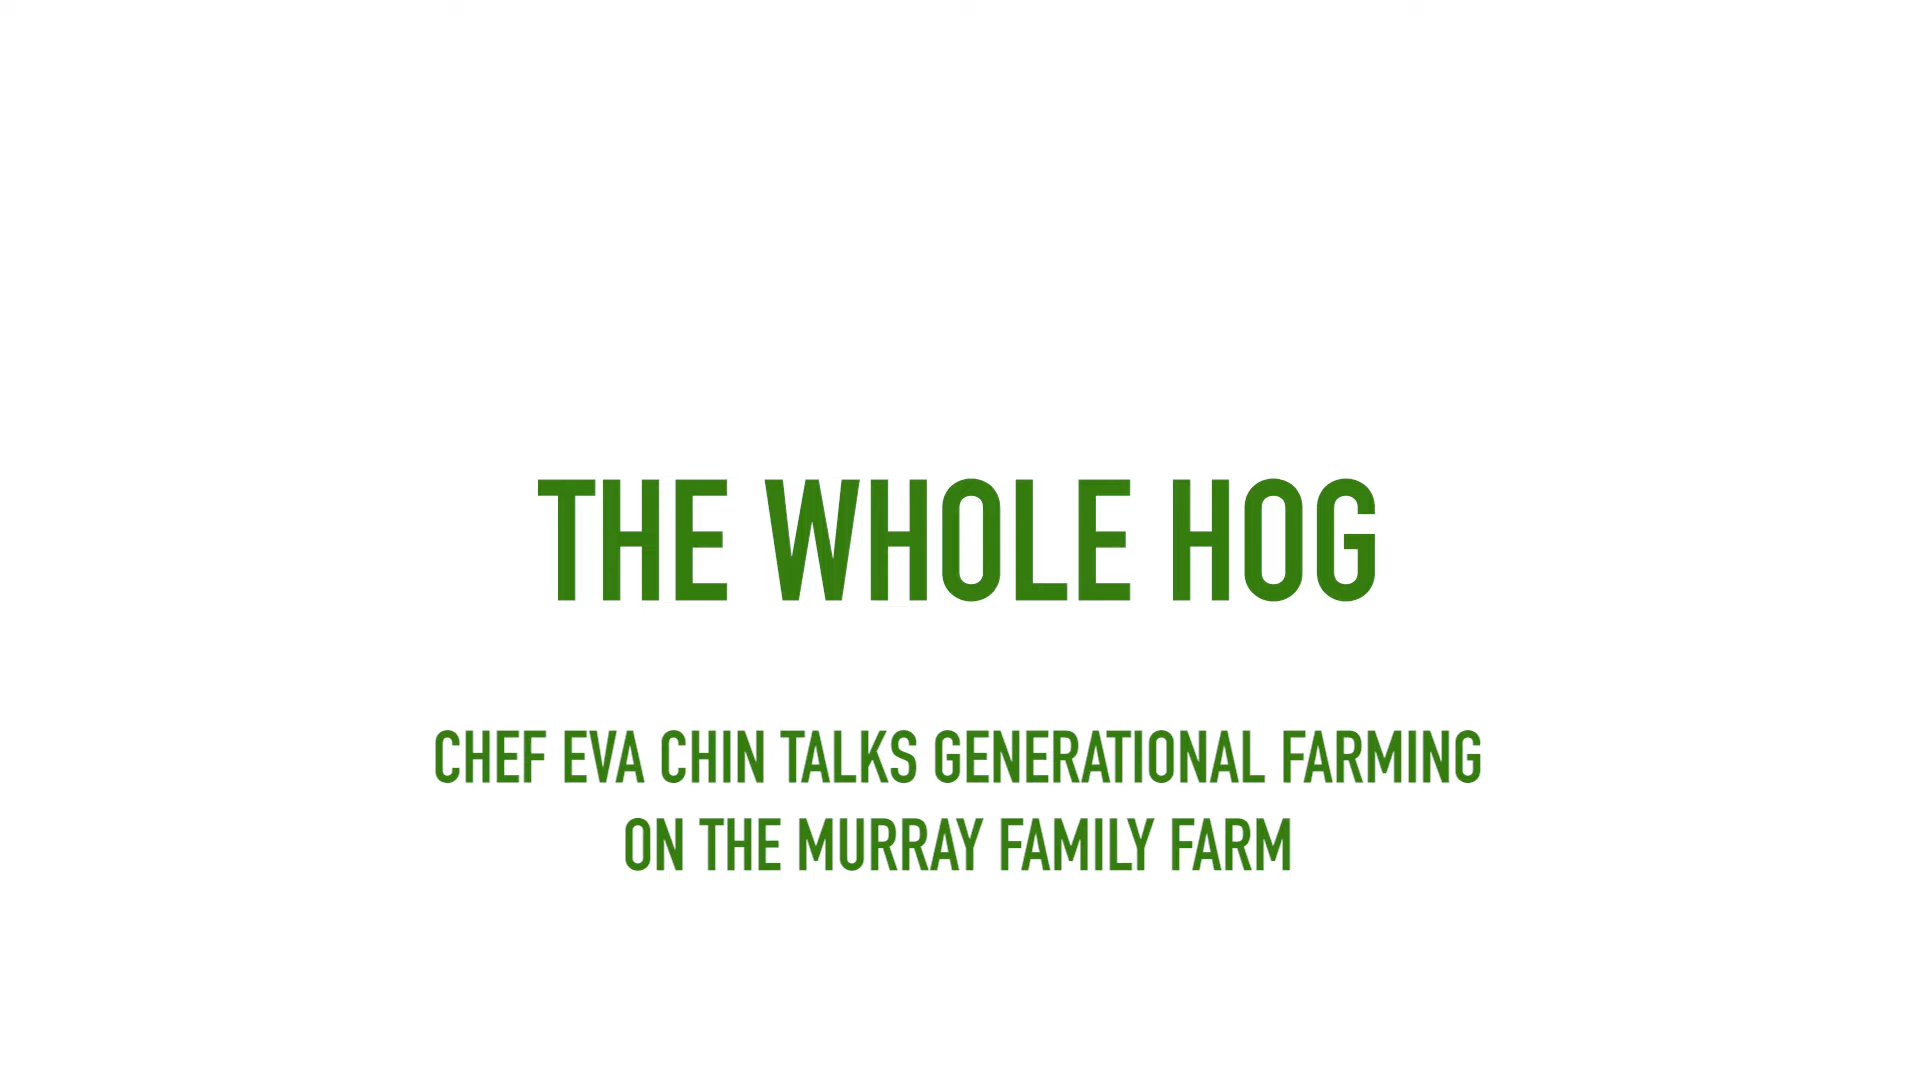 THE WHOLE HOG
CHEF EVA CHIN TALKS GENERATIONAL FARMING
ON THE MURRAY FAMILY FARM